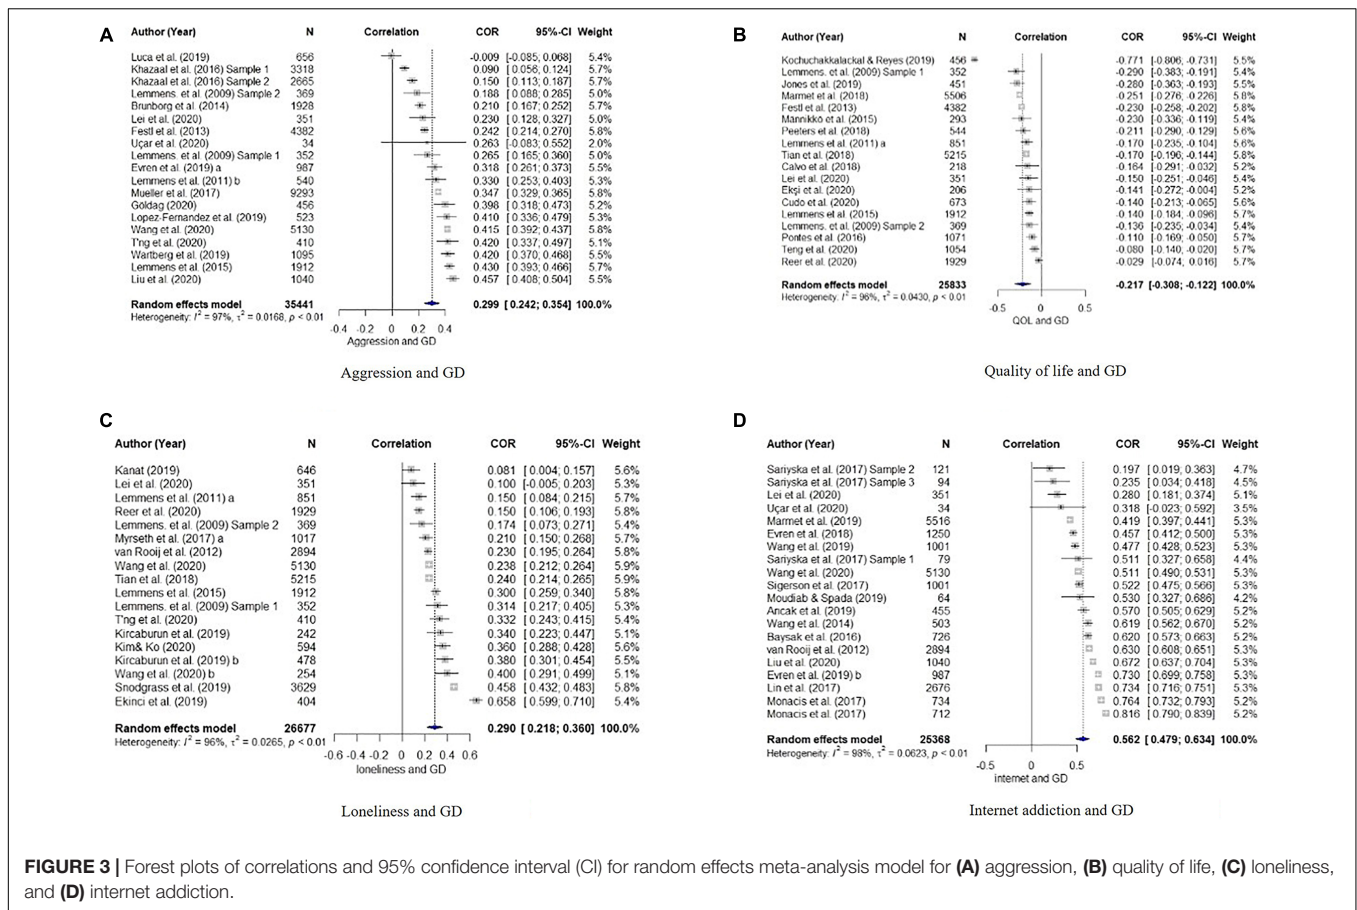 A
Author (Year) N Correlation COR 95%-CI Weight
Luca et al. (2019) 656 -0.009 [-0.085; 0.068] 5.4%
Khazaal et al. (2016) Sample 1 3318 0.090 [ 0.056; 0.124] 5.7%
Khazaal et al. (2016) Sample 2 2665 0.150 [ 0.113; 0.187] 5.7%
Lemmens. et al. (2009) Sample 2 369 0.188 [ 0.088; 0.285] 5.0%
Brunborg et al. (2014) 1928 0.210 [ 0.167; 0.252] 5.7%
Lei et al. (2020) 351 0.230 [ 0.128; 0.327] 5.0%
Festl et al. (2013) 4382 0.242 [ 0.214; 0.270] 5.8%
Uçar et al. (2020) 34 0.263 [-0.083; 0.552] 2.0%
Lemmens. et al. (2009) Sample 1 352 0.265 [ 0.165; 0.360] 5.0%
Evren et al. (2019) a 987 0.318 [ 0.261; 0.373] 5.5%
Lemmens et al. (2011) b 540 0.330 [ 0.253; 0.403] 5.3%
Mueller et al. (2017) 9293 0.347 [ 0.329; 0.365] 5.8%
Göldag (2020) 456 0.398 [ 0.318; 0.473] 5.2%
Lopez-Fernandez et al. (2019) 523 0.410 [ 0.336; 0.479] 5.3%
Wang et al. (2020) 5130 0.415 [ 0.392; 0.437] 5.8%
T'ng et al. (2020) 410 0.420 [ 0.337; 0.497] 5.1%
Wartberg et al. (2019) 1095 0.420 [ 0.370; 0.468] 5.5%
Lemmens et al. (2015) 1912 0.430 [ 0.393; 0.466] 5.7%
Liu et al. (2020) 1040 0.457 [ 0.408; 0.504] 5.5%
Random effects model 35441 0.299 [ 0.242; 0.354] 100.0%
Heterogeneity: I² = 97%, τ² = 0.0168, p < 0.01
-0.4 -0.2 0 0.2 0.4
Aggression and GD
Aggression and GD
B
Author (Year) N Correlation COR 95%-CI Weight
Kochuchakkalackal & Reyes (2019) 456 -0.771 [-0.806; -0.731] 5.5%
Lemmens. et al. (2009) Sample 1 352 -0.290 [-0.383; -0.191] 5.5%
Jones et al. (2019) 451 -0.280 [-0.363; -0.193] 5.5%
Marmet et al. (2018) 5506 -0.251 [-0.276; -0.226] 5.7%
Festl et al. (2013) 4382 -0.230 [-0.258; -0.202] 5.7%
Männikkö et al. (2015) 293 -0.230 [-0.336; -0.119] 5.4%
Peeters et al. (2018) 544 -0.211 [-0.290; -0.129] 5.6%
Lemmens et al. (2011) a 851 -0.170 [-0.235; -0.104] 5.7%
Tian et al. (2018) 5215 -0.170 [-0.196; -0.144] 5.8%
Calvo et al. (2018) 218 -0.164 [-0.291; -0.032] 5.2%
Lei et al. (2020) 351 -0.150 [-0.251; -0.046] 5.5%
Ekşi et al. (2020) 206 -0.141 [-0.272; -0.004] 5.2%
Cudo et al. (2020) 673 -0.140 [-0.213; -0.065] 5.6%
Lemmens et al. (2015) 1912 -0.140 [-0.184; -0.096] 5.7%
Lemmens. et al. (2009) Sample 2 369 -0.136 [-0.235; -0.034] 5.5%
Pontes et al. (2016) 1071 -0.110 [-0.169; -0.050] 5.7%
Teng et al. (2020) 1054 -0.080 [-0.140; -0.020] 5.7%
Reer et al. (2020) 1929 -0.029 [-0.074; 0.016] 5.7%
Random effects model 25833 -0.217 [-0.308; -0.122] 100.0%
Heterogeneity: I² = 96%, τ² = 0.0430, p < 0.01
-0.5 0 0.5
QOL and GD
Quality of life and GD
C
Author (Year) N Correlation COR 95%-CI Weight
Kanat (2019) 646 0.081 [ 0.004; 0.157] 5.6%
Lei et al. (2020) 351 0.100 [-0.005; 0.203] 5.3%
Lemmens et al. (2011) a 851 0.150 [ 0.084; 0.215] 5.7%
Reer et al. (2020) 1929 0.150 [ 0.106; 0.193] 5.8%
Lemmens. et al. (2009) Sample 2 369 0.174 [ 0.073; 0.271] 5.4%
Myrseth et al. (2017) a 1017 0.210 [ 0.150; 0.268] 5.7%
van Rooij et al. (2012) 2894 0.230 [ 0.195; 0.264] 5.8%
Wang et al. (2020) 5130 0.238 [ 0.212; 0.264] 5.9%
Tian et al. (2018) 5215 0.240 [ 0.214; 0.265] 5.9%
Lemmens et al. (2015) 1912 0.300 [ 0.259; 0.340] 5.8%
Lemmens. et al. (2009) Sample 1 352 0.314 [ 0.217; 0.405] 5.3%
T'ng et al. (2020) 410 0.332 [ 0.243; 0.415] 5.4%
Kircaburun et al. (2019) 242 0.340 [ 0.223; 0.447] 5.1%
Kim& Ko (2020) 594 0.360 [ 0.288; 0.428] 5.6%
Kircaburun et al. (2019) b 478 0.380 [ 0.301; 0.454] 5.5%
Wang et al. (2020) b 254 0.400 [ 0.291; 0.499] 5.1%
Snodgrass et al. (2019) 3629 0.458 [ 0.432; 0.483] 5.8%
Ekinci et al. (2019) 404 0.658 [ 0.599; 0.710] 5.4%
Random effects model 26677 0.290 [ 0.218; 0.360] 100.0%
Heterogeneity: I² = 96%, τ² = 0.0265, p < 0.01
-0.6 -0.4 -0.2 0 0.2 0.4 0.6
loneliness and GD
Loneliness and GD
D
Author (Year) N Correlation COR 95%-CI Weight
Sariyska et al. (2017) Sample 2 121 0.197 [ 0.019; 0.363] 4.7%
Sariyska et al. (2017) Sample 3 94 0.235 [ 0.034; 0.418] 4.5%
Lei et al. (2020) 351 0.280 [ 0.181; 0.374] 5.1%
Uçar et al. (2020) 34 0.318 [-0.023; 0.592] 3.5%
Marmet et al. (2019) 5516 0.419 [ 0.397; 0.441] 5.3%
Evren et al. (2018) 1250 0.457 [ 0.412; 0.500] 5.3%
Wang et al. (2019) 1001 0.477 [ 0.428; 0.523] 5.3%
Sariyska et al. (2017) Sample 1 79 0.511 [ 0.327; 0.658] 4.4%
Wang et al. (2020) 5130 0.511 [ 0.490; 0.531] 5.3%
Sigerson et al. (2017) 1001 0.522 [ 0.475; 0.566] 5.3%
Moudiab & Spada (2019) 64 0.530 [ 0.327; 0.686] 4.2%
Ancak et al. (2019) 455 0.570 [ 0.505; 0.629] 5.2%
Wang et al. (2014) 503 0.619 [ 0.562; 0.670] 5.2%
Baysak et al. (2016) 726 0.620 [ 0.573; 0.663] 5.2%
van Rooij et al. (2012) 2894 0.630 [ 0.608; 0.651] 5.3%
Liu et al. (2020) 1040 0.672 [ 0.637; 0.704] 5.3%
Evren et al. (2019) b 987 0.730 [ 0.699; 0.758] 5.3%
Lin et al. (2017) 2676 0.734 [ 0.716; 0.751] 5.3%
Monacis et al. (2017) 734 0.764 [ 0.732; 0.793] 5.2%
Monacis et al. (2017) 712 0.816 [ 0.790; 0.839] 5.2%
Random effects model 25368 0.562 [ 0.479; 0.634] 100.0%
Heterogeneity: I² = 98%, τ² = 0.0623, p < 0.01
-0.5 0 0.5
internet and GD
Internet addiction and GD
FIGURE 3 | Forest plots of correlations and 95% confidence interval (CI) for random effects meta-analysis model for (A) aggression, (B) quality of life, (C) loneliness,
and (D) internet addiction.